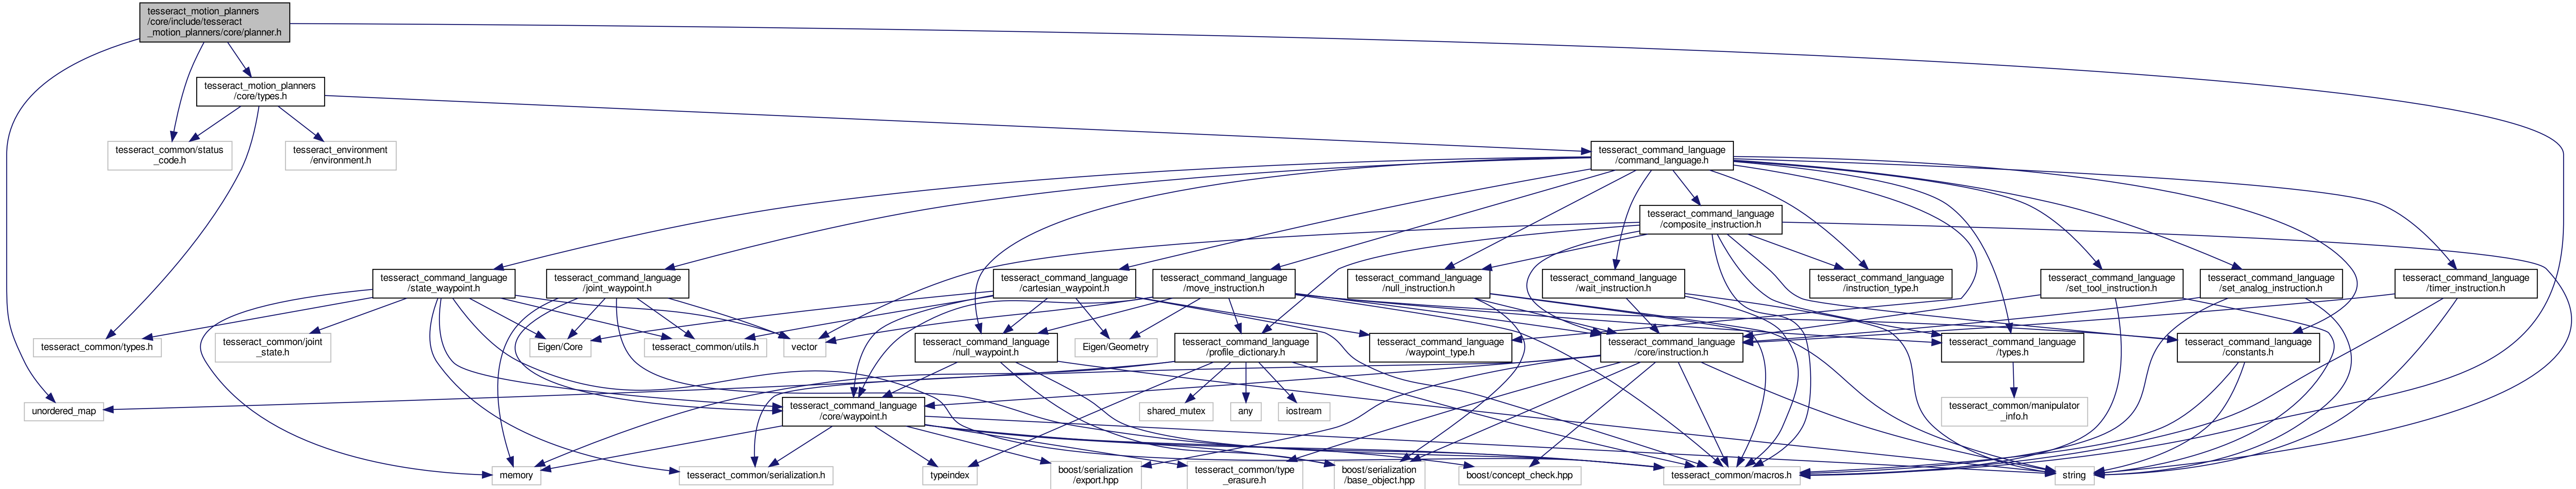 tesseract_motion_planners
/core/include/tesseract
_motion_planners/core/planner.h
tesseract_motion_planners
/core/types.h
tesseract_common/status
_code.h
tesseract_environment
/environment.h
tesseract_command_language
/command_language.h
tesseract_command_language
/composite_instruction.h
tesseract_command_language
/state_waypoint.h
tesseract_command_language
/joint_waypoint.h
tesseract_command_language
/cartesian_waypoint.h
tesseract_command_language
/move_instruction.h
tesseract_command_language
/null_instruction.h
tesseract_command_language
/wait_instruction.h
tesseract_command_language
/instruction_type.h
tesseract_command_language
/set_tool_instruction.h
tesseract_command_language
/set_analog_instruction.h
tesseract_command_language
/timer_instruction.h
tesseract_common/types.h
tesseract_common/joint
_state.h
Eigen/Core
tesseract_common/utils.h
vector
tesseract_command_language
/null_waypoint.h
Eigen/Geometry
tesseract_command_language
/profile_dictionary.h
tesseract_command_language
/waypoint_type.h
tesseract_command_language
/core/instruction.h
tesseract_command_language
/types.h
tesseract_command_language
/constants.h
unordered_map
tesseract_command_language
/core/waypoint.h
shared_mutex
any
iostream
tesseract_common/manipulator
_info.h
memory
tesseract_common/serialization.h
typeindex
boost/serialization
/export.hpp
tesseract_common/type
_erasure.h
boost/serialization
/base_object.hpp
boost/concept_check.hpp
tesseract_common/macros.h
string